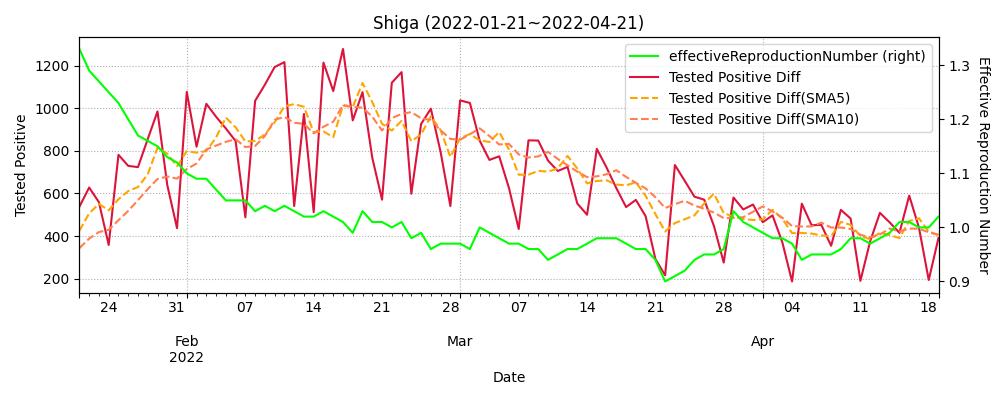 Shiga (2022-01-21~2022-04-21)
effectiveReproductionNumber (right)
Tested Positive Diff
Tested Positive Diff(SMA5)
Tested Positive Diff(SMA10)
Tested Positive
1200
1000
800
600
400
200
1.3
1.2
1.1
1.0
0.9
Effective Reproduction Number
24 31 07 14 21 28 07 14 21 28 04 11 18
Feb Mar Apr
2022
Date